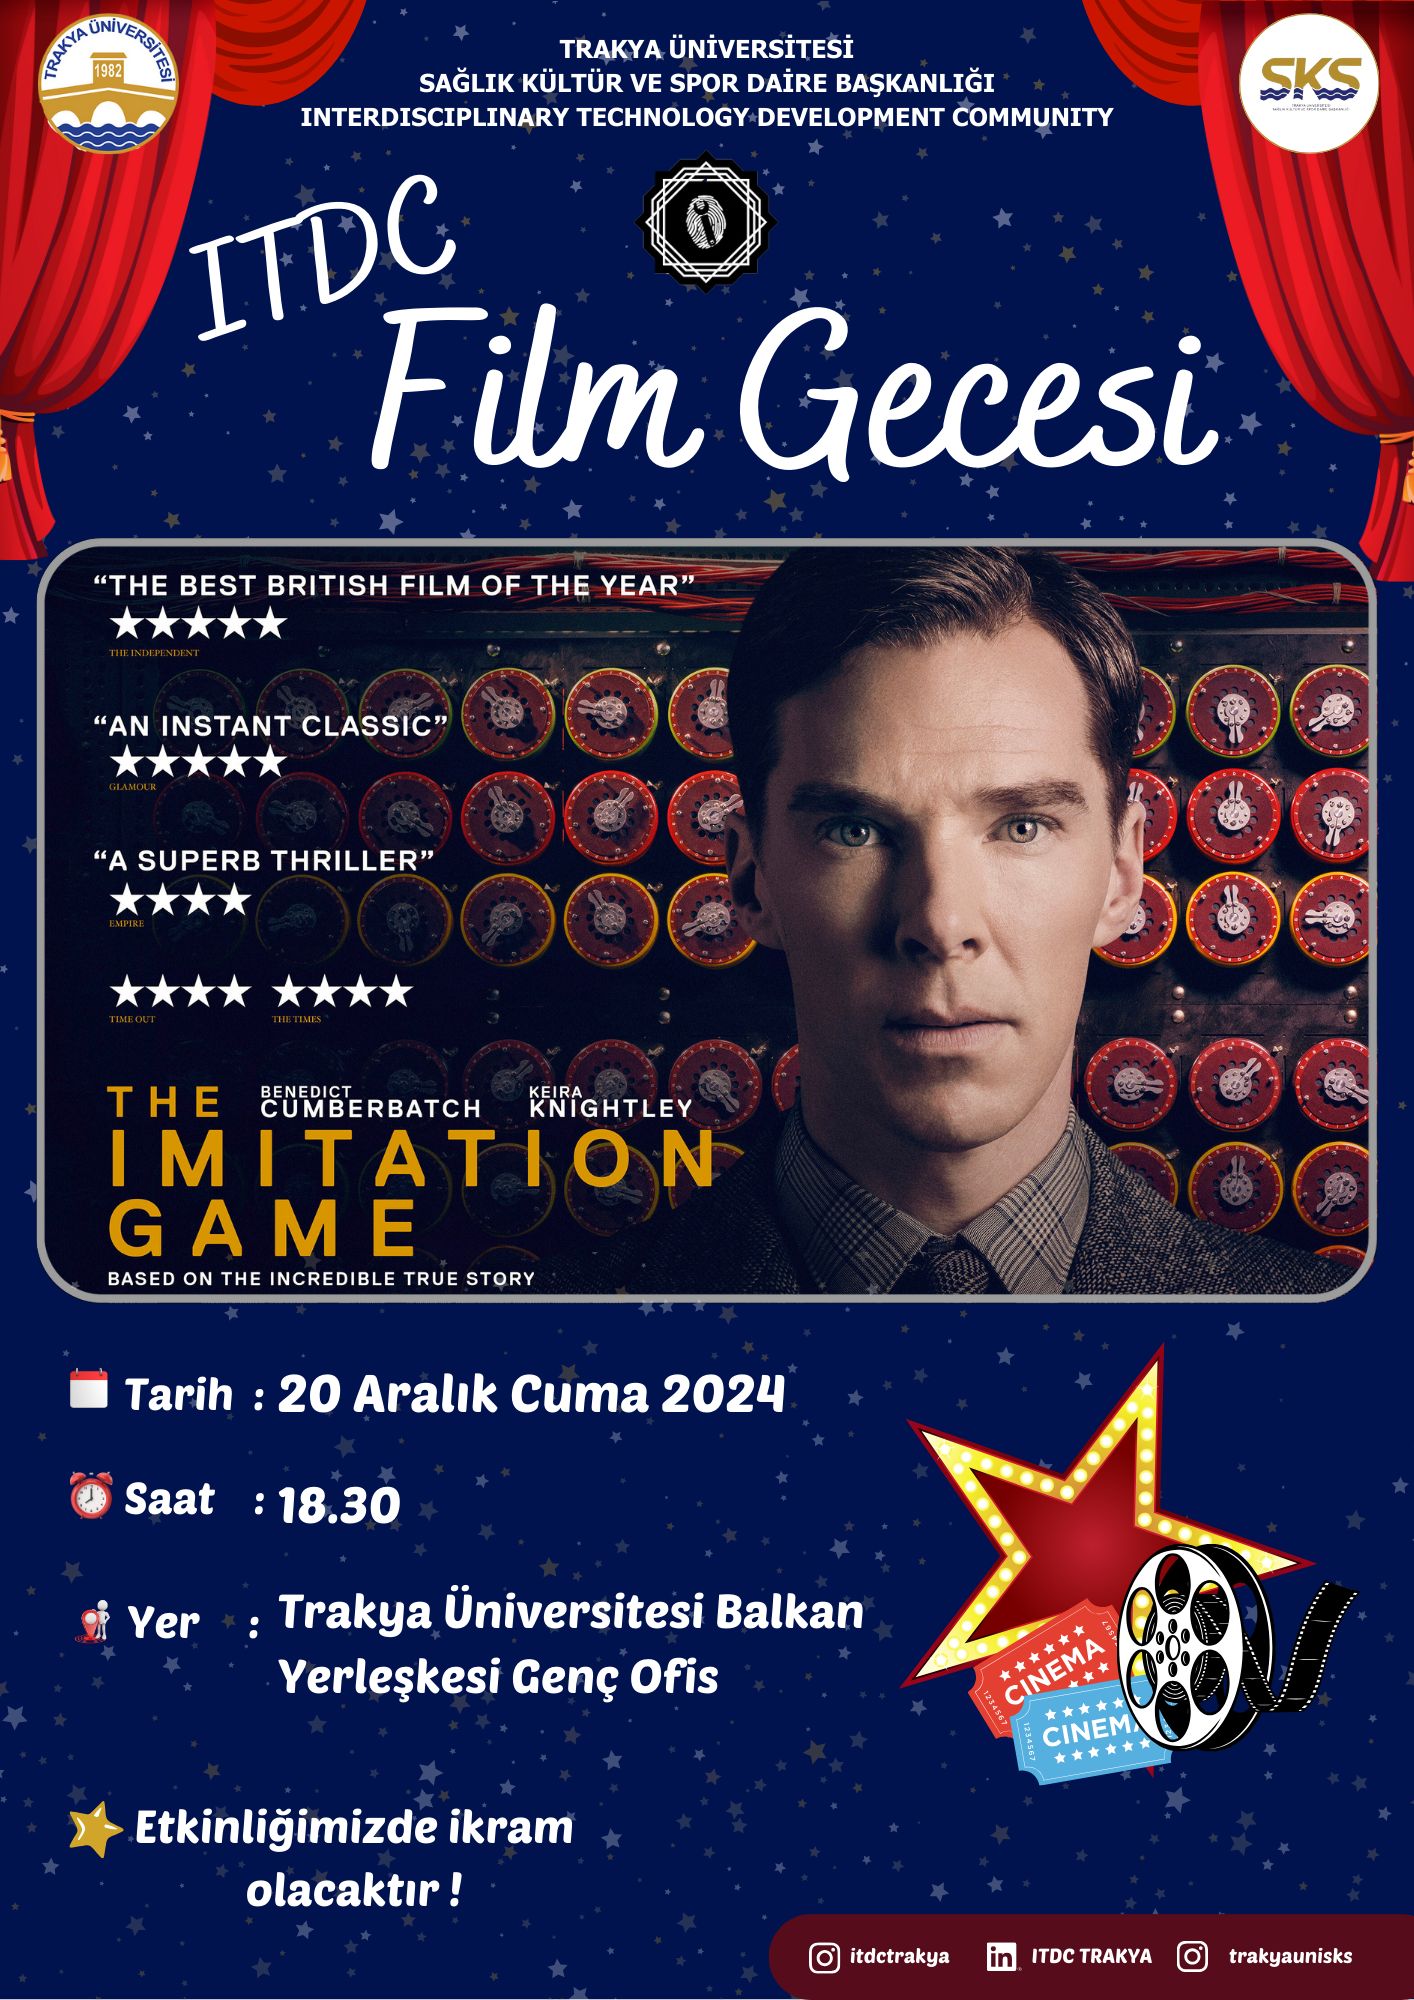 TRAKYA ÜNİVERSİTESİ
1982
SKS
TRAKYA ÜNİVERSİTESİ
SAĞLIK KÜLTÜR VE SPOR DAİRE BAŞKANLIĞI
INTERDISCIPLINARY TECHNOLOGY DEVELOPMENT COMMUNITY
ITDC
Film Gecesi
“THE BEST BRITISH FILM OF THE YEAR”
★★★★★
THE INDEPENDENT
“AN INSTANT CLASSIC”
★★★★★
GLAMOUR
“A SUPERB THRILLER”
★★★★
EMPIRE
★★★★ ★★★★
TIME OUT THE TIMES
THE BENEDICT CUMBERBATCH KEIRA KNIGHTLEY
IMITATION
GAME
BASED ON THE INCREDIBLE TRUE STORY
Tarih : 20 Aralık Cuma 2024
Saat : 18.30
Yer : Trakya Üniversitesi Balkan
Yerleşkesi Genç Ofis
CINEMA
1234567
CINEMA
1234567
Etkinliğimizde ikram
olacaktır !
itdctrakya ITDC TRAKYA trakyaunisks